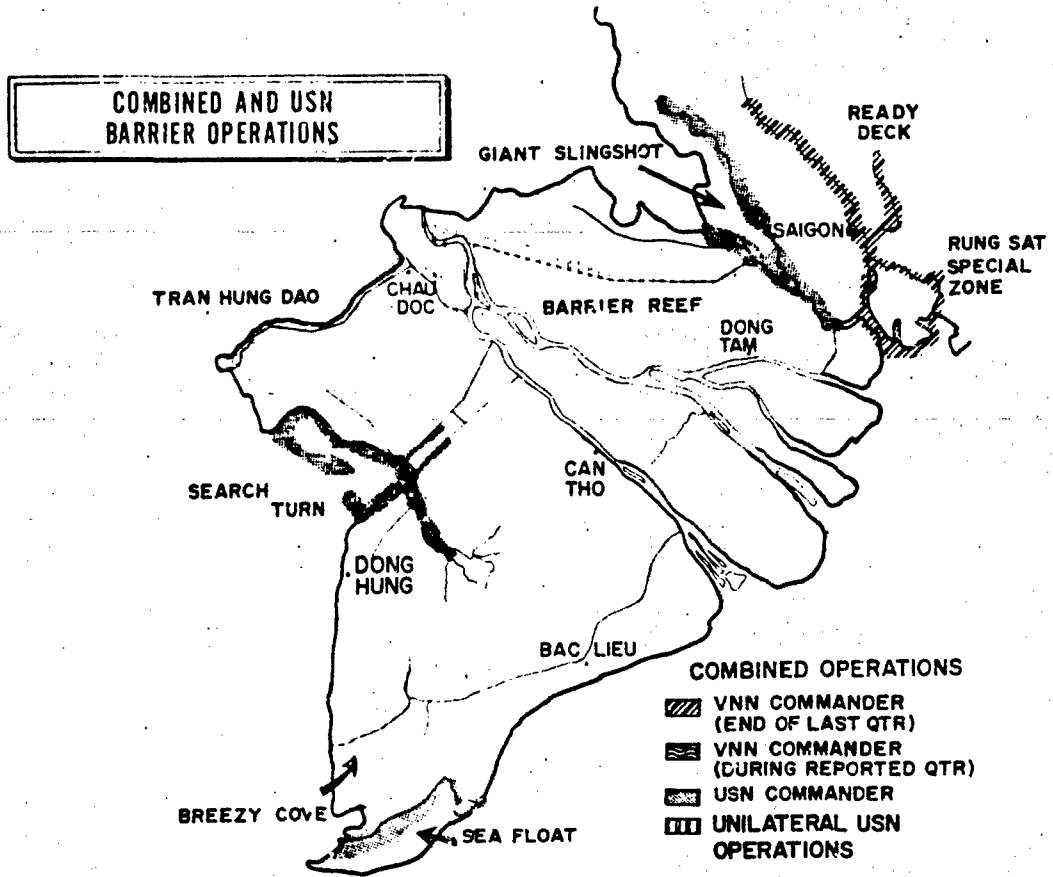 COMBINED AND USN
BARRIER OPERATIONS
READY
DECK
GIANT SLINGSHOT
SAIGON
RUNG SAT
SPECIAL
ZONE
TRAN HUNG DAO
CHAU
DOC
BARRIER REEF
DONG
TAM
SEARCH
TURN
CAN
THO
DONG
HUNG
BAC LIEU
BREEZY COVE
SEA FLOAT
COMBINED OPERATIONS
VNN COMMANDER
(END OF LAST QTR)
VNN COMMANDER
(DURING REPORTED QTR)
USN COMMANDER
UNILATERAL USN
OPERATIONS